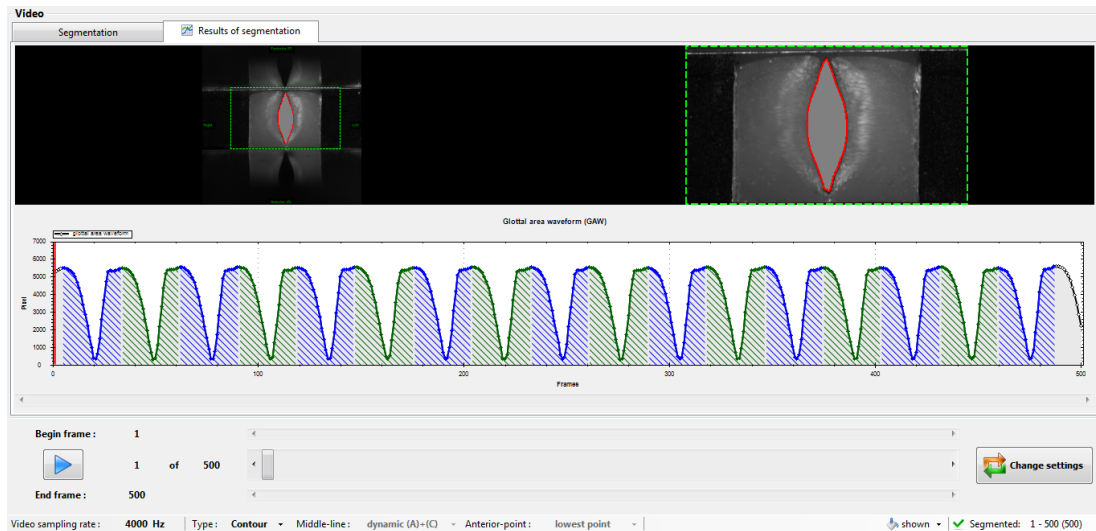 Video
Segmentation
Results of segmentation
Posterior (P)
Right
Left
Glottal area waveform (GAW)
glottal area waveform
7000
6000
5000
4000
3000
2000
1000
0
Pixel
0 100 200 300 400 500
Frames
Begin frame : 1
1 of 500
Change settings
End frame : 500
Video sampling rate : 4000 Hz Type : Contour Middle-line : dynamic (A)+(C) Anterior-point : lowest point shown Segmented: 1 - 500 (500)